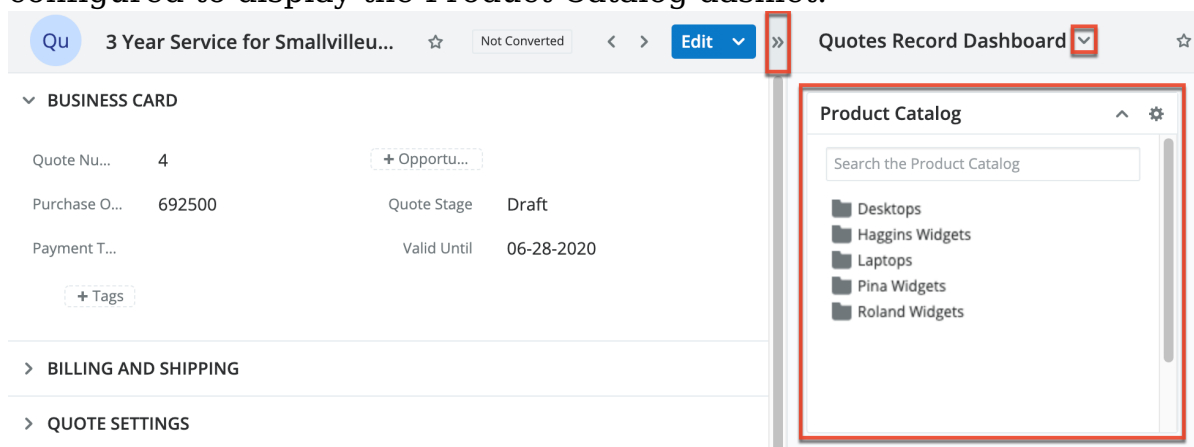 configured to display the Product Catalog dashlet.
Qu 3 Year Service for Smallvilleu... Not Converted Edit
Quotes Record Dashboard
BUSINESS CARD
Quote Nu... 4 + Opportu...
Purchase O... 692500 Quote Stage Draft
Payment T... Valid Until 06-28-2020
+ Tags
BILLING AND SHIPPING
QUOTE SETTINGS
Product Catalog
Search the Product Catalog
Desktops
Haggins Widgets
Laptops
Pina Widgets
Roland Widgets